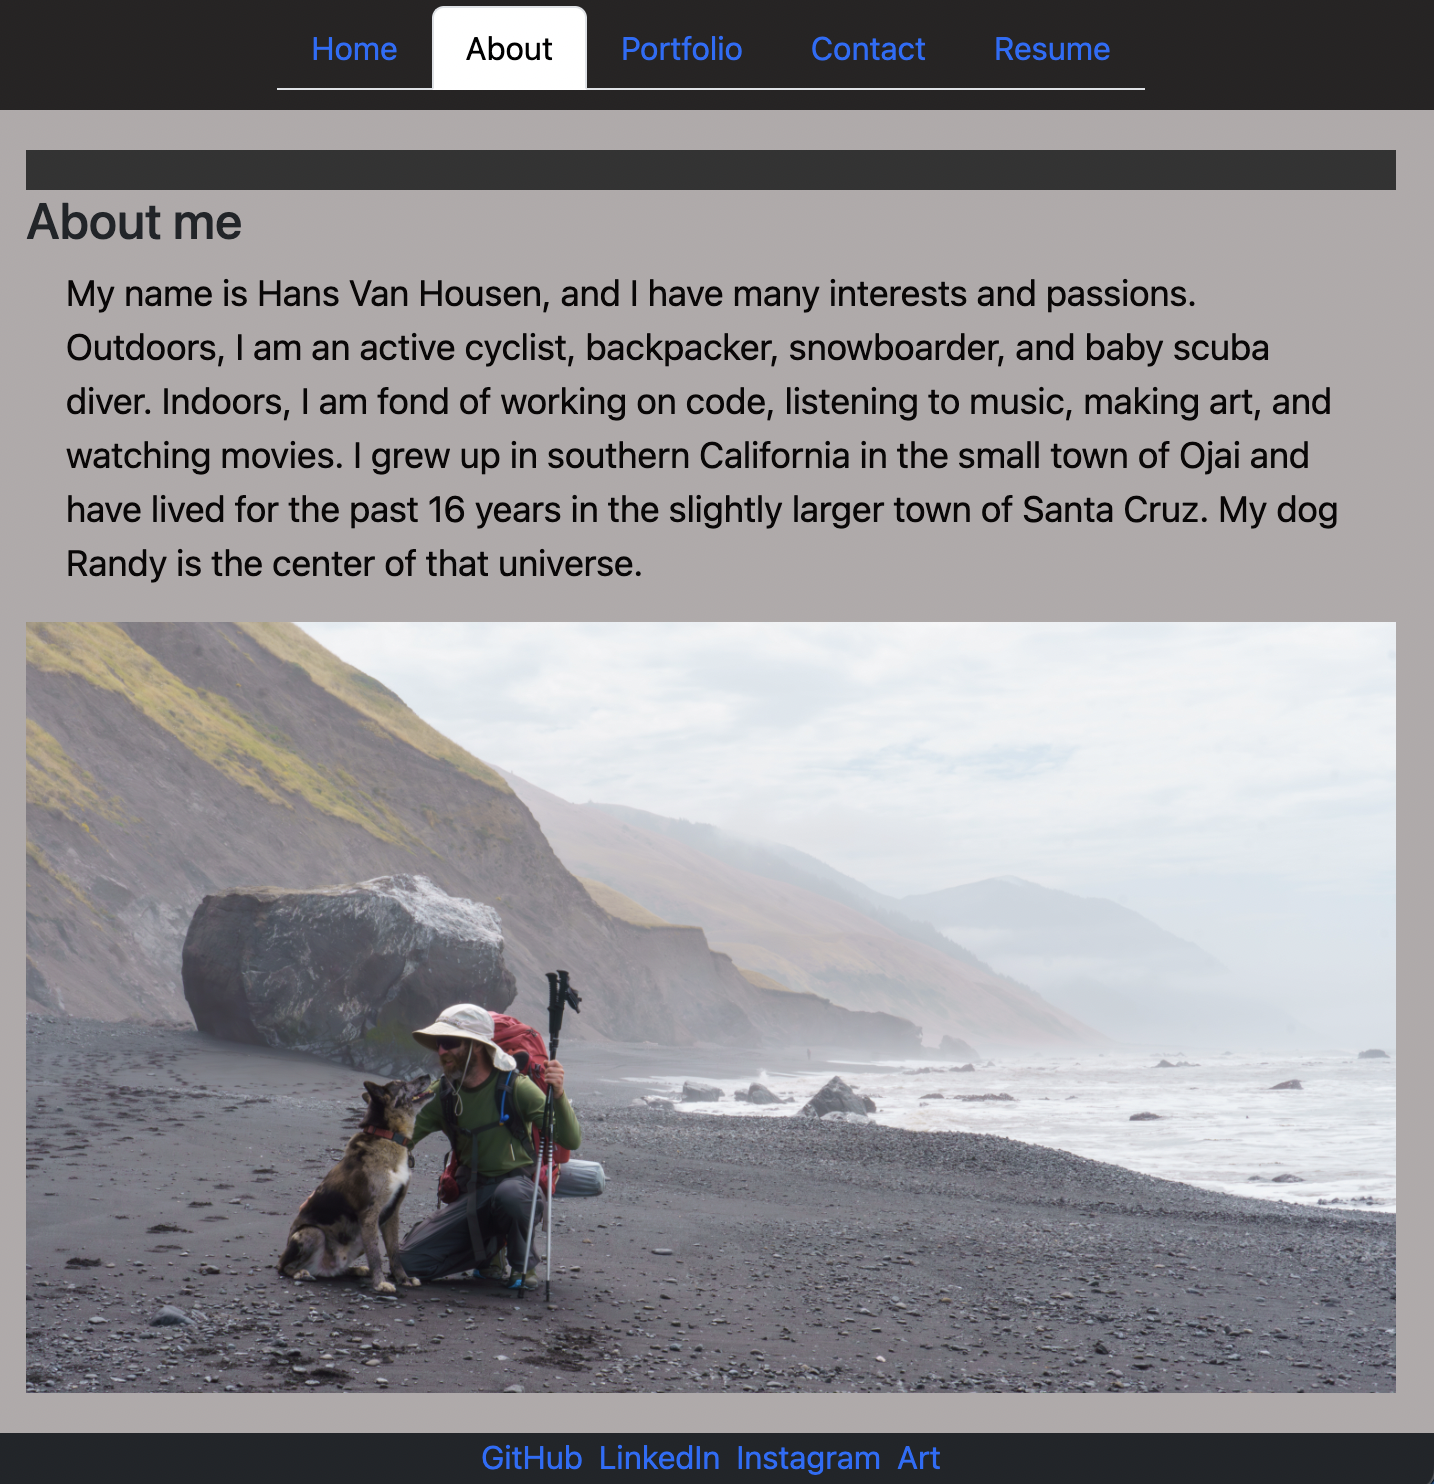 Home About Portfolio Contact Resume
About me
My name is Hans Van Housen, and I have many interests and passions.
Outdoors, I am an active cyclist, backpacker, snowboarder, and baby scuba
diver. Indoors, I am fond of working on code, listening to music, making art, and
watching movies. I grew up in southern California in the small town of Ojai and
have lived for the past 16 years in the slightly larger town of Santa Cruz. My dog
Randy is the center of that universe.
GitHub LinkedIn Instagram Art